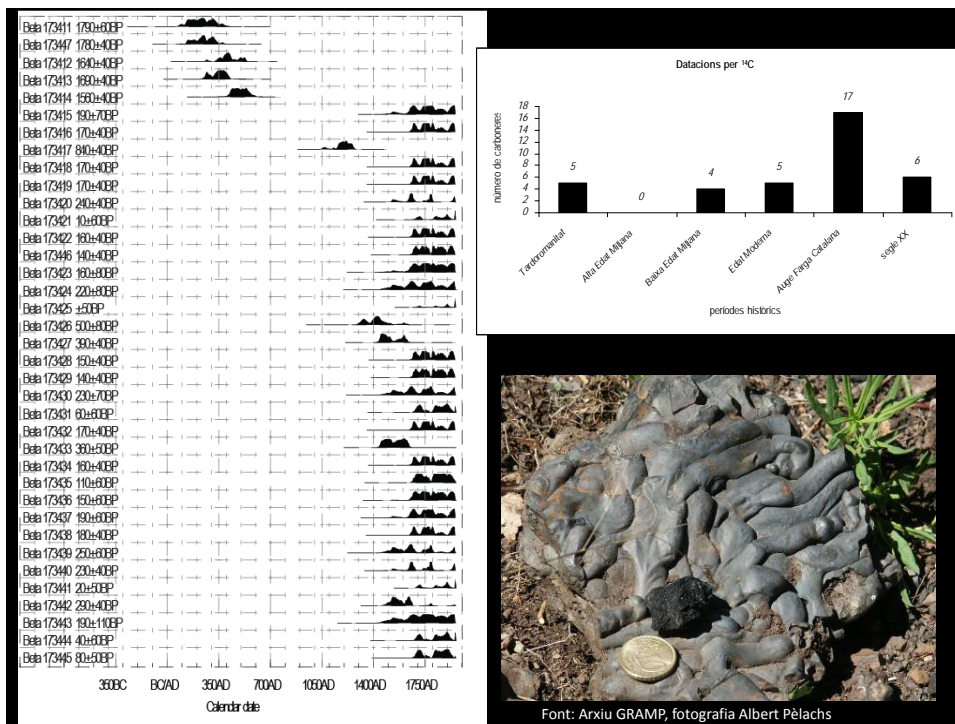 Beta 173411 1790±60BP
Beta 173447 1780±40BP
Beta 173412 1640±40BP
Beta 173413 1690±40BP
Beta 173414 1560±40BP
Beta 173415 190±70BP
Beta 173416 170±40BP
Beta 173417 840±40BP
Beta 173418 170±40BP
Beta 173419 170±40BP
Beta 173420 240±40BP
Beta 173421 10±60BP
Beta 173422 160±40BP
Beta 173446 140±40BP
Beta 173423 160±80BP
Beta 173424 220±80BP
Beta 173425 ±50BP
Beta 173426 500±80BP
Beta 173427 390±40BP
Beta 173428 150±40BP
Beta 173429 140±40BP
Beta 173430 230±70BP
Beta 173431 60±60BP
Beta 173432 170±40BP
Beta 173433 360±50BP
Beta 173434 160±40BP
Beta 173435 110±60BP
Beta 173436 150±60BP
Beta 173437 190±60BP
Beta 173438 180±40BP
Beta 173439 250±60BP
Beta 173440 230±40BP
Beta 173441 20±50BP
Beta 173442 290±40BP
Beta 173443 190±110BP
Beta 173444 40±60BP
Beta 173445 80±50BP
350BC BC/AD 350AD 700AD 1050AD 1400AD 1750AD
Calendar date
Datacions per ¹⁴C
número de carboneres
18
16
14
12
10
8
6
4
2
0
5 0 4 5 17 6
Tardoromanitat
Alta Edat Mitjana
Baixa Edat Mitjana
Edat Moderna
Auge Farga Catalana
segle XX
períodes històrics
Font: Arxiu GRAMP, fotografia Albert Pèlachs